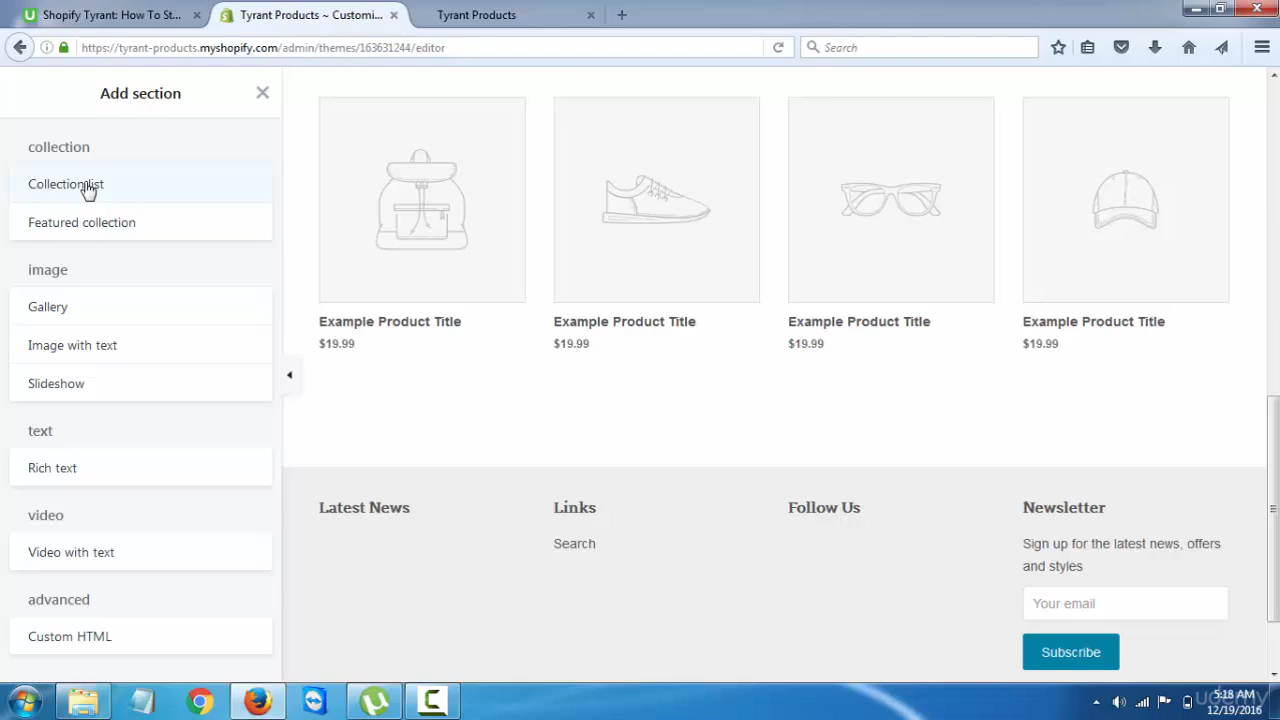 Shopify Tyrant: How To St...
Tyrant Products ~ Customi...
Tyrant Products
https://tyrant-products.myshopify.com/admin/themes/163631244/editor
Search
Add section
collection
Collection list
Featured collection
image
Gallery
Image with text
Slideshow
text
Rich text
video
Video with text
advanced
Custom HTML
Example Product Title
$19.99
Example Product Title
$19.99
Example Product Title
$19.99
Example Product Title
$19.99
Latest News
Links
Search
Follow Us
Newsletter
Sign up for the latest news, offers
and styles
Your email
Subscribe
5:18 AM
12/19/2016
udemy